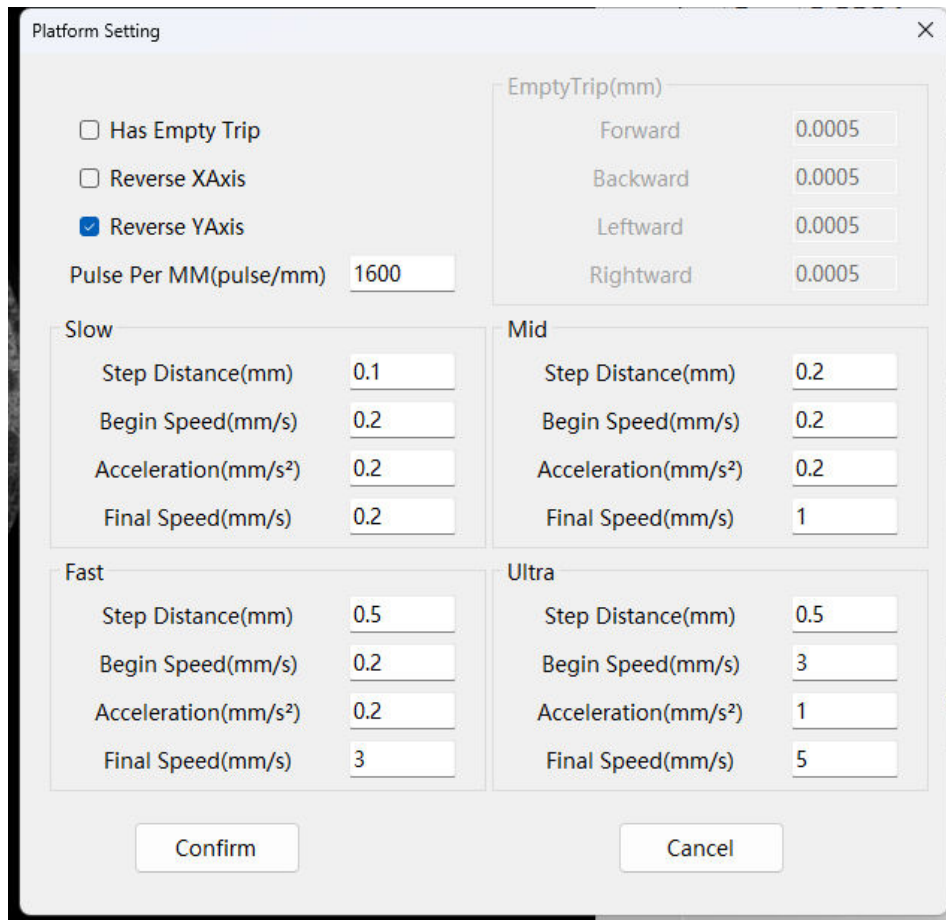 Platform Setting
EmptyTrip(mm)
Has Empty Trip
Forward 0.0005
Reverse XAxis
Backward 0.0005
Reverse YAxis
Leftward 0.0005
Pulse Per MM(pulse/mm) 1600
Rightward 0.0005
Slow
Step Distance(mm) 0.1
Begin Speed(mm/s) 0.2
Acceleration(mm/s²) 0.2
Final Speed(mm/s) 0.2
Mid
Step Distance(mm) 0.2
Begin Speed(mm/s) 0.2
Acceleration(mm/s²) 0.2
Final Speed(mm/s) 1
Fast
Step Distance(mm) 0.5
Begin Speed(mm/s) 0.2
Acceleration(mm/s²) 0.2
Final Speed(mm/s) 3
Ultra
Step Distance(mm) 0.5
Begin Speed(mm/s) 3
Acceleration(mm/s²) 1
Final Speed(mm/s) 5
Confirm
Cancel